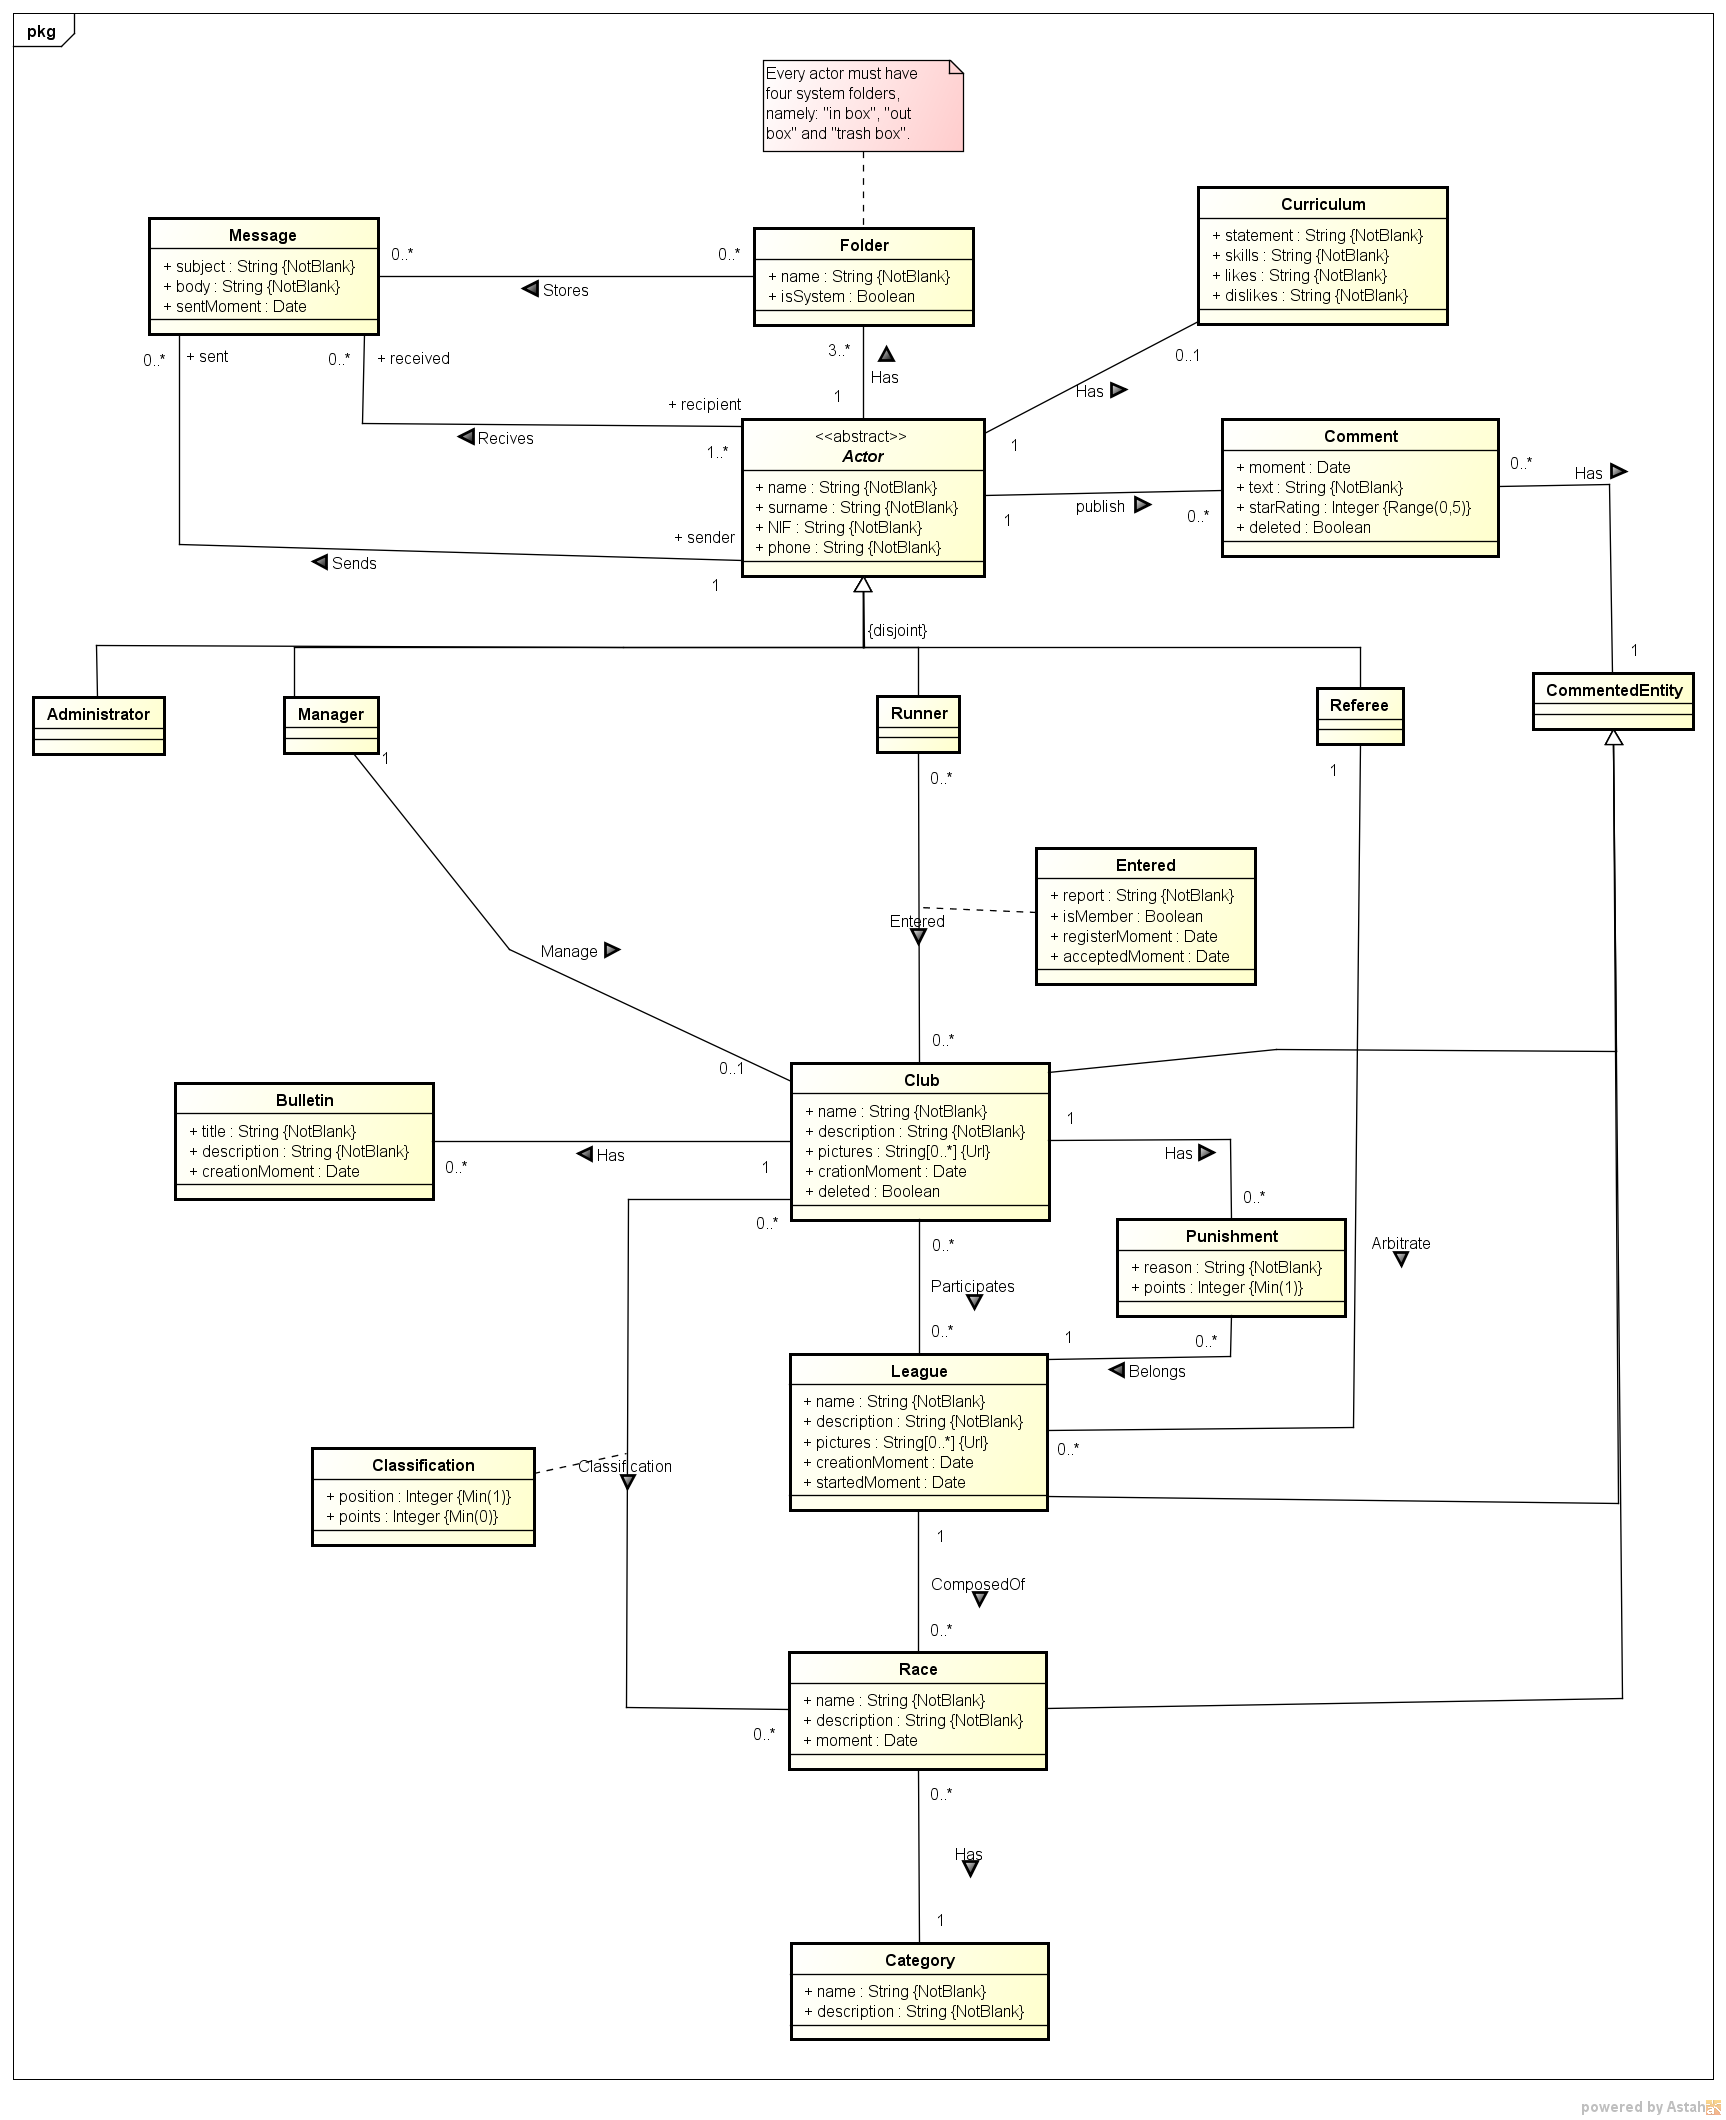 pkg
Every actor must have
four system folders,
namely: "in box", "out
box" and "trash box".
Message
+ subject : String {NotBlank}
+ body : String {NotBlank}
+ sentMoment : Date
0..*
0..*
Stores
Folder
+ name : String {NotBlank}
+ isSystem : Boolean
Curriculum
+ statement : String {NotBlank}
+ skills : String {NotBlank}
+ likes : String {NotBlank}
+ dislikes : String {NotBlank}
0..*
+ sent
0..*
+ received
3..*
Has
1
0..1
Has
1
+ recipient
Recives
1..*
<<abstract>>
Actor
+ name : String {NotBlank}
+ surname : String {NotBlank}
+ NIF : String {NotBlank}
+ phone : String {NotBlank}
Comment
+ moment : Date
+ text : String {NotBlank}
+ starRating : Integer {Range(0,5)}
+ deleted : Boolean
0..*
Has
1
publish
0..*
1
+ sender
Sends
1
{disjoint}
1
Administrator
Manager
Runner
Referee
CommentedEntity
1
0..*
1
Entered
+ report : String {NotBlank}
+ isMember : Boolean
+ registerMoment : Date
+ acceptedMoment : Date
Entered
Manage
0..*
0..1
Club
+ name : String {NotBlank}
+ description : String {NotBlank}
+ pictures : String[0..*] {Url}
+ crationMoment : Date
+ deleted : Boolean
Bulletin
+ title : String {NotBlank}
+ description : String {NotBlank}
+ creationMoment : Date
0..*
Has
1
1
Has
0..*
0..*
0..*
Punishment
+ reason : String {NotBlank}
+ points : Integer {Min(1)}
Arbitrate
Participates
0..*
1
0..*
Belongs
League
+ name : String {NotBlank}
+ description : String {NotBlank}
+ pictures : String[0..*] {Url}
+ creationMoment : Date
+ startedMoment : Date
0..*
Classification
+ position : Integer {Min(1)}
+ points : Integer {Min(0)}
Classification
1
ComposedOf
0..*
Race
+ name : String {NotBlank}
+ description : String {NotBlank}
+ moment : Date
0..*
0..*
Has
1
Category
+ name : String {NotBlank}
+ description : String {NotBlank}
powered by Astah